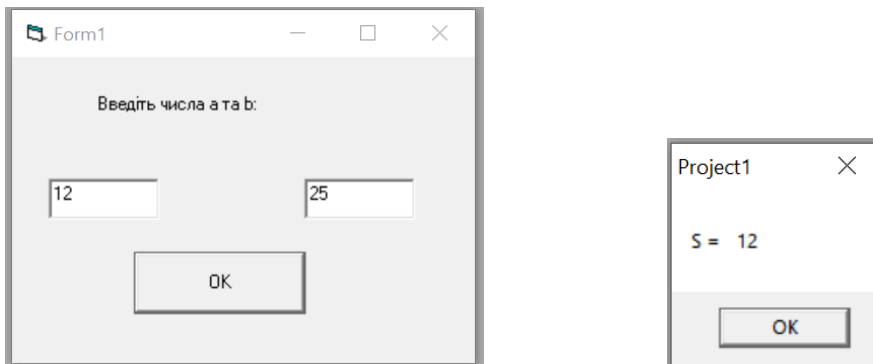 Form1
Введіть числа a та b:
12
25
OK
Project1
S = 12
OK